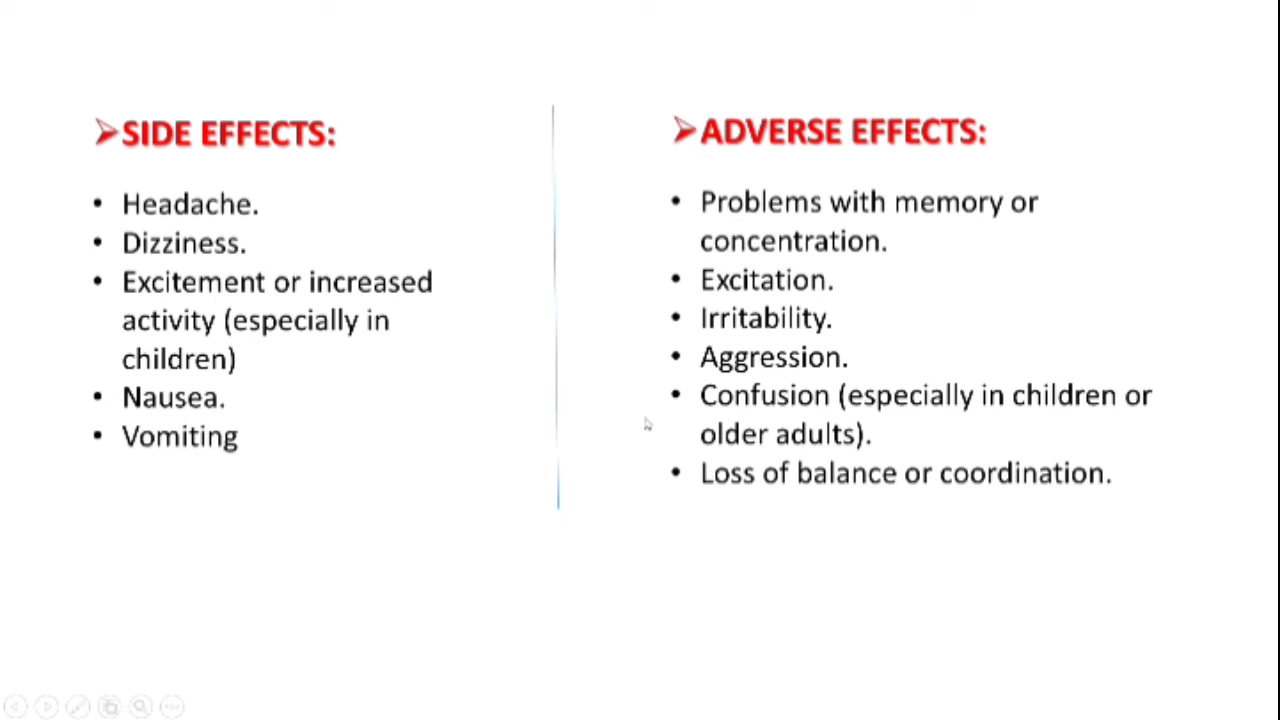 ➢SIDE EFFECTS:
• Headache.
• Dizziness.
• Excitement or increased
activity (especially in
children)
• Nausea.
• Vomiting
➢ADVERSE EFFECTS:
• Problems with memory or
concentration.
• Excitation.
• Irritability.
• Aggression.
• Confusion (especially in children or
older adults).
• Loss of balance or coordination.